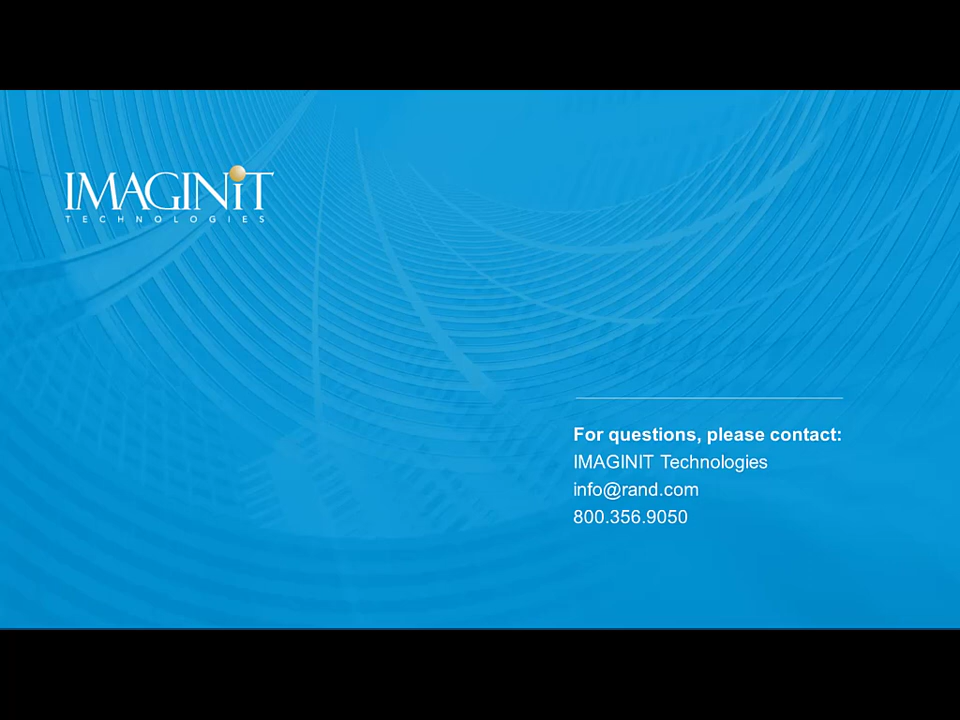 IMAGINiT
TECHNOLOGIES
For questions, please contact:
IMAGINIT Technologies
info@rand.com
800.356.9050